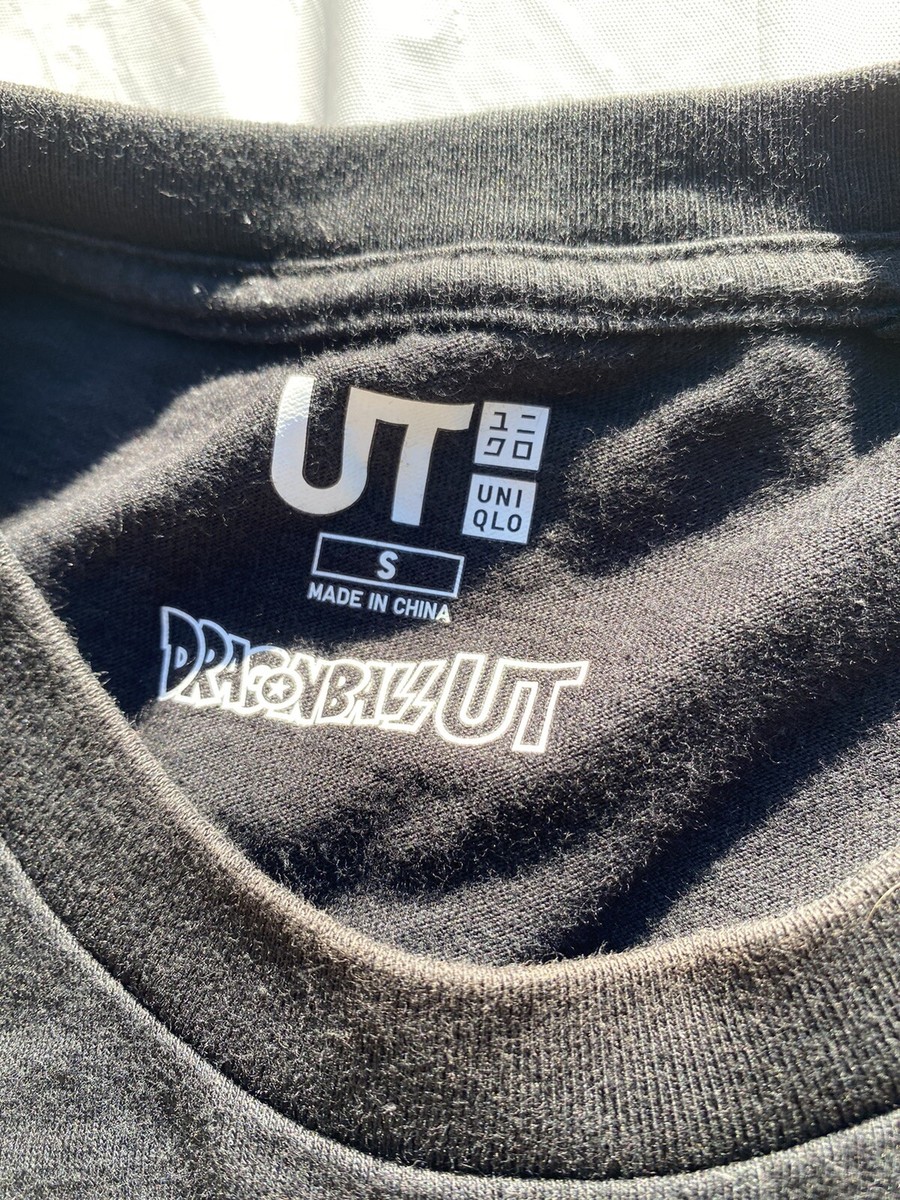 UT
ユニ
クロ
UNI
QLO
S
MADE IN CHINA
DRAGONBALL UT